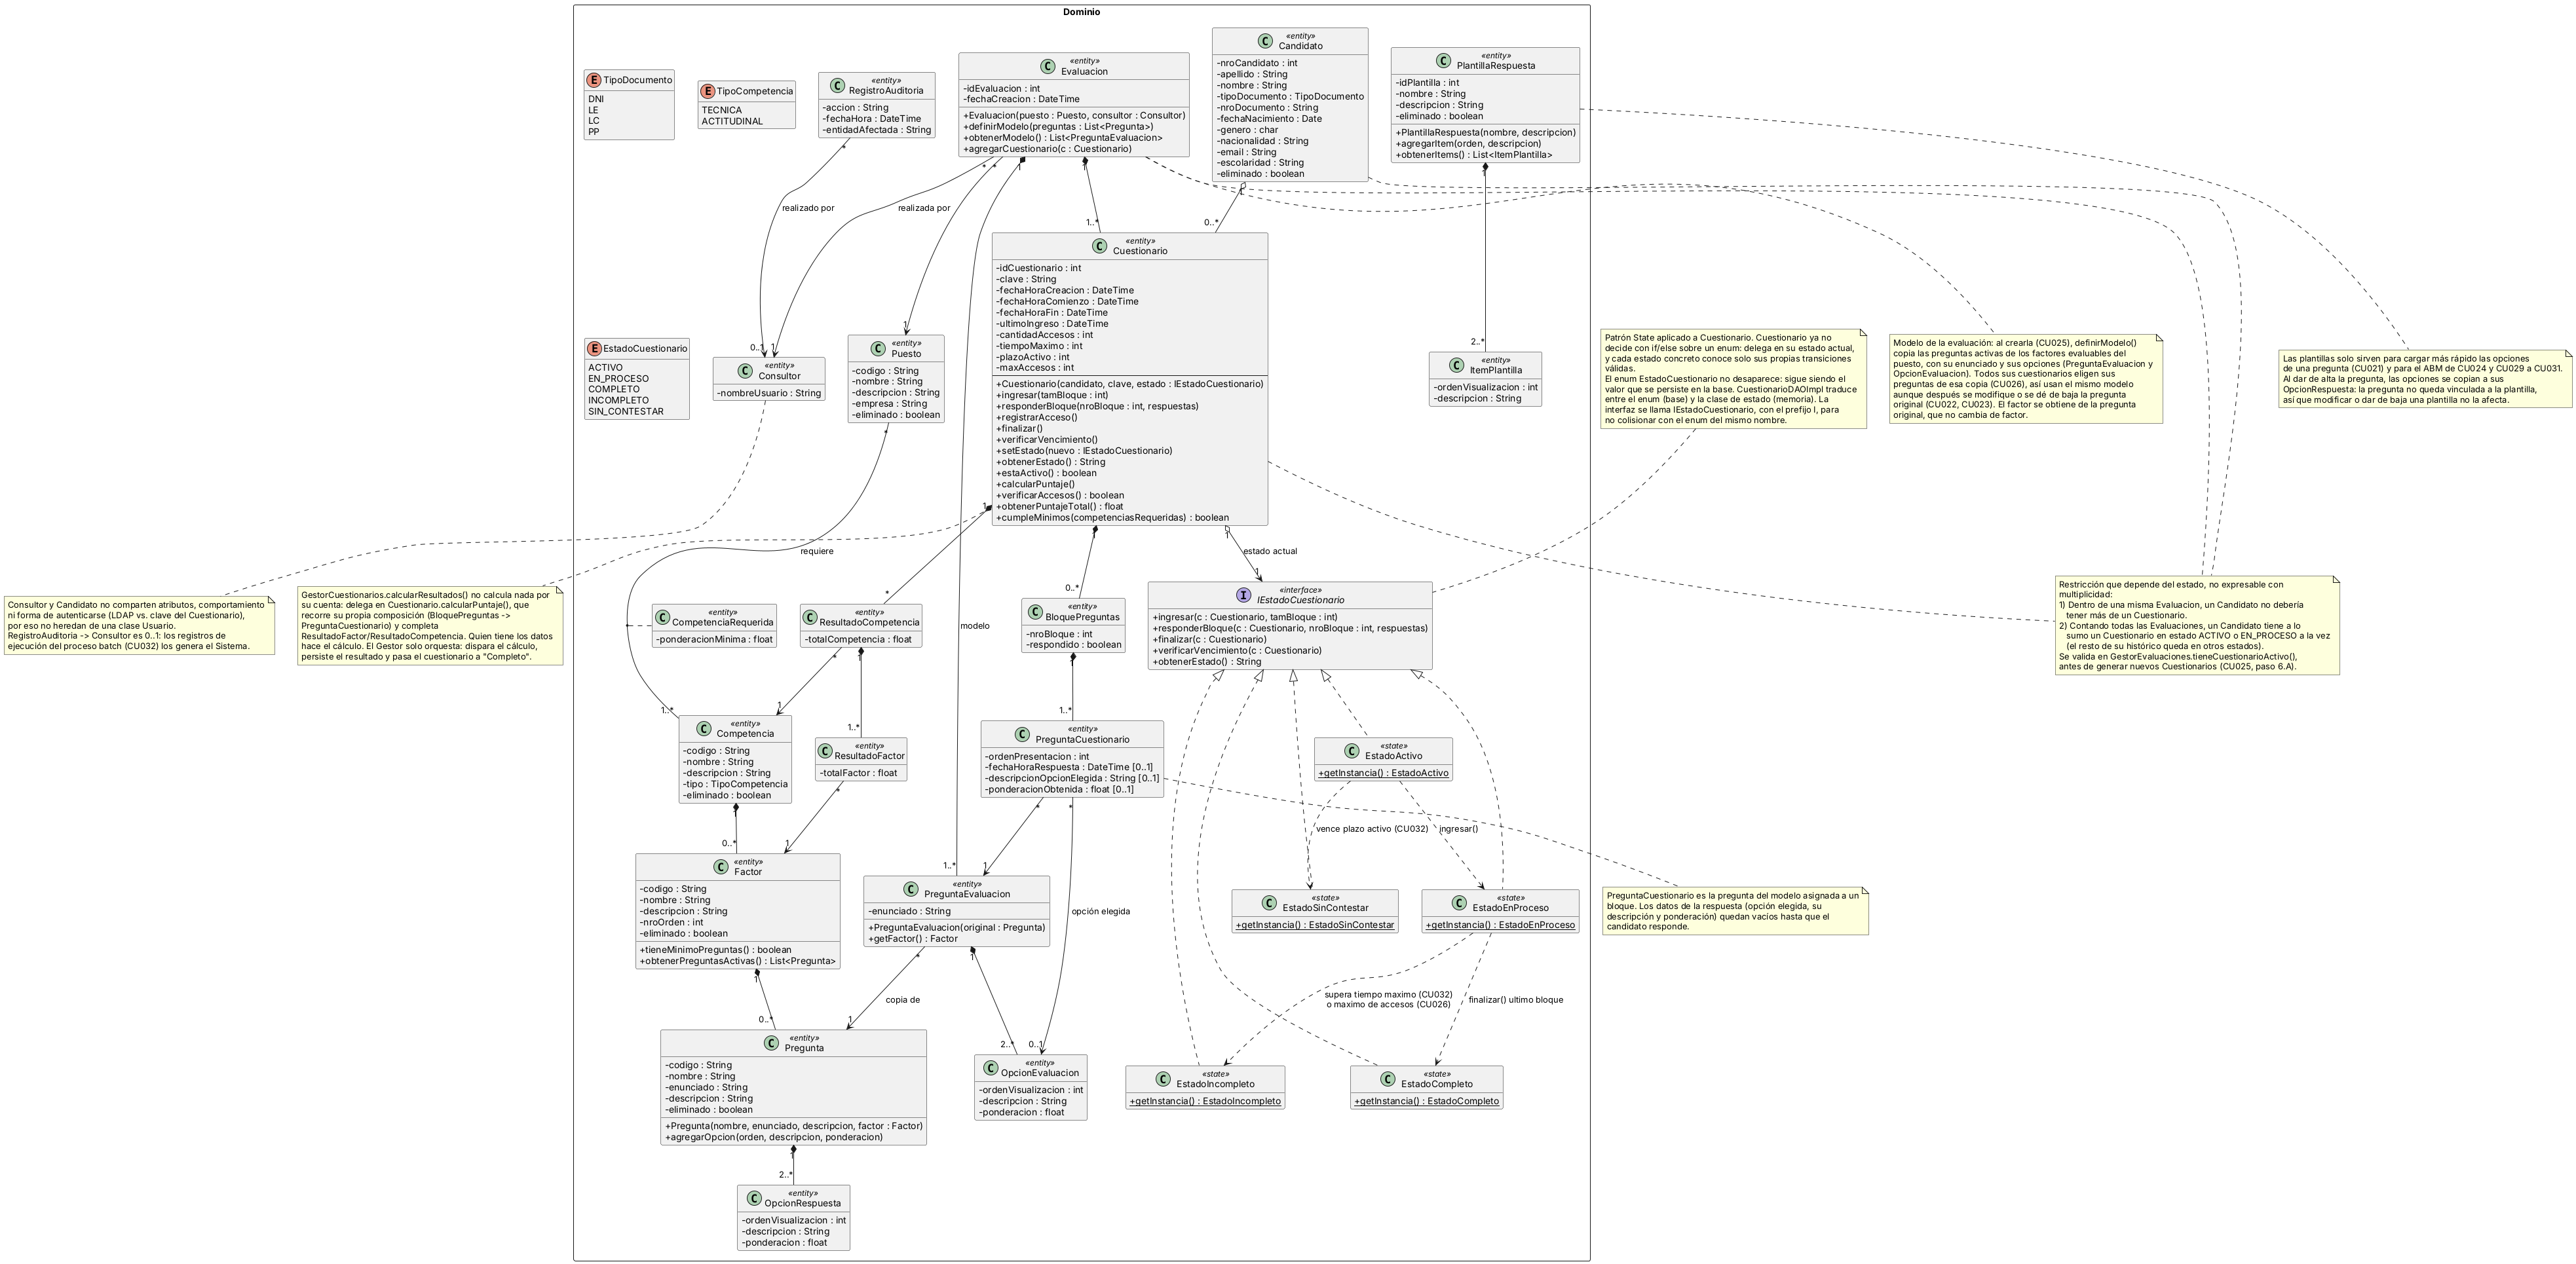 Dominio
TipoDocumento
DNI
LE
LC
PP
TipoCompetencia
TECNICA
ACTITUDINAL
«entity»
RegistroAuditoria
-accion : String
-fechaHora : DateTime
-entidadAfectada : String
*
«entity»
Evaluacion
-idEvaluacion : int
-fechaCreacion : DateTime
+Evaluacion(puesto : Puesto, consultor : Consultor)
+definirModelo(preguntas : List<Pregunta>)
+obtenerModelo() : List<PreguntaEvaluacion>
+agregarCuestionario(c : Cuestionario)
*
*
1
1
«entity»
Candidato
-nroCandidato : int
-apellido : String
-nombre : String
-tipoDocumento : TipoDocumento
-nroDocumento : String
-fechaNacimiento : Date
-genero : char
-nacionalidad : String
-email : String
-escolaridad : String
-eliminado : boolean
1
«entity»
PlantillaRespuesta
-idPlantilla : int
-nombre : String
-descripcion : String
-eliminado : boolean
+PlantillaRespuesta(nombre, descripcion)
+agregarItem(orden, descripcion)
+obtenerItems() : List<ItemPlantilla>
1
realizado por
realizada por
1..*
0..*
«entity»
Cuestionario
-idCuestionario : int
-clave : String
-fechaHoraCreacion : DateTime
-fechaHoraComienzo : DateTime
-fechaHoraFin : DateTime
-ultimoIngreso : DateTime
-cantidadAccesos : int
-tiempoMaximo : int
-plazoActivo : int
-maxAccesos : int
+Cuestionario(candidato, clave, estado : IEstadoCuestionario)
+ingresar(tamBloque : int)
+responderBloque(nroBloque : int, respuestas)
+registrarAcceso()
+finalizar()
+verificarVencimiento()
+setEstado(nuevo : IEstadoCuestionario)
+obtenerEstado() : String
+estaActivo() : boolean
+calcularPuntaje()
+verificarAccesos() : boolean
+obtenerPuntajeTotal() : float
+cumpleMinimos(competenciasRequeridas) : boolean
1
1
1
EstadoCuestionario
ACTIVO
EN_PROCESO
COMPLETO
INCOMPLETO
SIN_CONTESTAR
0..1
1
«entity»
Consultor
-nombreUsuario : String
1
«entity»
Puesto
-codigo : String
-nombre : String
-descripcion : String
-empresa : String
-eliminado : boolean
*
2..*
«entity»
ItemPlantilla
-ordenVisualizacion : int
-descripcion : String
Patrón State aplicado a Cuestionario. Cuestionario ya no
decide con if/else sobre un enum: delega en su estado actual,
y cada estado concreto conoce solo sus propias transiciones
válidas.
El enum EstadoCuestionario no desaparece: sigue siendo el
valor que se persiste en la base. CuestionarioDAOImpl traduce
entre el enum (base) y la clase de estado (memoria). La
interfaz se llama IEstadoCuestionario, con el prefijo I, para
no colisionar con el enum del mismo nombre.
Modelo de la evaluación: al crearla (CU025), definirModelo()
copia las preguntas activas de los factores evaluables del
puesto, con su enunciado y sus opciones (PreguntaEvaluacion y
OpcionEvaluacion). Todos sus cuestionarios eligen sus
preguntas de esa copia (CU026), así usan el mismo modelo
aunque después se modifique o se dé de baja la pregunta
original (CU022, CU023). El factor se obtiene de la pregunta
original, que no cambia de factor.
Las plantillas solo sirven para cargar más rápido las opciones
de una pregunta (CU021) y para el ABM de CU024 y CU029 a CU031.
Al dar de alta la pregunta, las opciones se copian a sus
OpcionRespuesta: la pregunta no queda vinculada a la plantilla,
así que modificar o dar de baja una plantilla no la afecta.
requiere
estado actual
Consultor y Candidato no comparten atributos, comportamiento
ni forma de autenticarse (LDAP vs. clave del Cuestionario),
por eso no heredan de una clase Usuario.
RegistroAuditoria -> Consultor es 0..1: los registros de
ejecución del proceso batch (CU032) los genera el Sistema.
GestorCuestionarios.calcularResultados() no calcula nada por
su cuenta: delega en Cuestionario.calcularPuntaje(), que
recorre su propia composición (BloquePreguntas ->
PreguntaCuestionario) y completa
ResultadoFactor/ResultadoCompetencia. Quien tiene los datos
hace el cálculo. El Gestor solo orquesta: dispara el cálculo,
persiste el resultado y pasa el cuestionario a "Completo".
«entity»
CompetenciaRequerida
-ponderacionMinima : float
*
«entity»
ResultadoCompetencia
-totalCompetencia : float
*
1
modelo
0..*
«entity»
BloquePreguntas
-nroBloque : int
-respondido : boolean
1
1
«interface»
IEstadoCuestionario
+ingresar(c : Cuestionario, tamBloque : int)
+responderBloque(c : Cuestionario, nroBloque : int, respuestas)
+finalizar(c : Cuestionario)
+verificarVencimiento(c : Cuestionario)
+obtenerEstado() : String
Restricción que depende del estado, no expresable con
multiplicidad:
1) Dentro de una misma Evaluacion, un Candidato no debería
tener más de un Cuestionario.
2) Contando todas las Evaluaciones, un Candidato tiene a lo
sumo un Cuestionario en estado ACTIVO o EN_PROCESO a la vez
(el resto de su histórico queda en otros estados).
Se valida en GestorEvaluaciones.tieneCuestionarioActivo(),
antes de generar nuevos Cuestionarios (CU025, paso 6.A).
1..*
1
«entity»
Competencia
-codigo : String
-nombre : String
-descripcion : String
-tipo : TipoCompetencia
-eliminado : boolean
1
1..*
«entity»
ResultadoFactor
-totalFactor : float
*
1..*
«entity»
PreguntaCuestionario
-ordenPresentacion : int
-fechaHoraRespuesta : DateTime [0..1]
-descripcionOpcionElegida : String [0..1]
-ponderacionObtenida : float [0..1]
*
*
«state»
EstadoActivo
+getInstancia() : EstadoActivo
vence plazo activo (CU032)
ingresar()
0..*
1
«entity»
Factor
-codigo : String
-nombre : String
-descripcion : String
-nroOrden : int
-eliminado : boolean
+tieneMinimoPreguntas() : boolean
+obtenerPreguntasActivas() : List<Pregunta>
1
1..*
1
«entity»
PreguntaEvaluacion
-enunciado : String
+PreguntaEvaluacion(original : Pregunta)
+getFactor() : Factor
*
1
opción elegida
«state»
EstadoSinContestar
+getInstancia() : EstadoSinContestar
«state»
EstadoEnProceso
+getInstancia() : EstadoEnProceso
PreguntaCuestionario es la pregunta del modelo asignada a un
bloque. Los datos de la respuesta (opción elegida, su
descripción y ponderación) quedan vacíos hasta que el
candidato responde.
copia de
supera tiempo maximo (CU032)
o maximo de accesos (CU026)
finalizar() ultimo bloque
0..*
1
«entity»
Pregunta
-codigo : String
-nombre : String
-enunciado : String
-descripcion : String
-eliminado : boolean
+Pregunta(nombre, enunciado, descripcion, factor : Factor)
+agregarOpcion(orden, descripcion, ponderacion)
1
2..*
0..1
«entity»
OpcionEvaluacion
-ordenVisualizacion : int
-descripcion : String
-ponderacion : float
«state»
EstadoIncompleto
+getInstancia() : EstadoIncompleto
«state»
EstadoCompleto
+getInstancia() : EstadoCompleto
2..*
«entity»
OpcionRespuesta
-ordenVisualizacion : int
-descripcion : String
-ponderacion : float